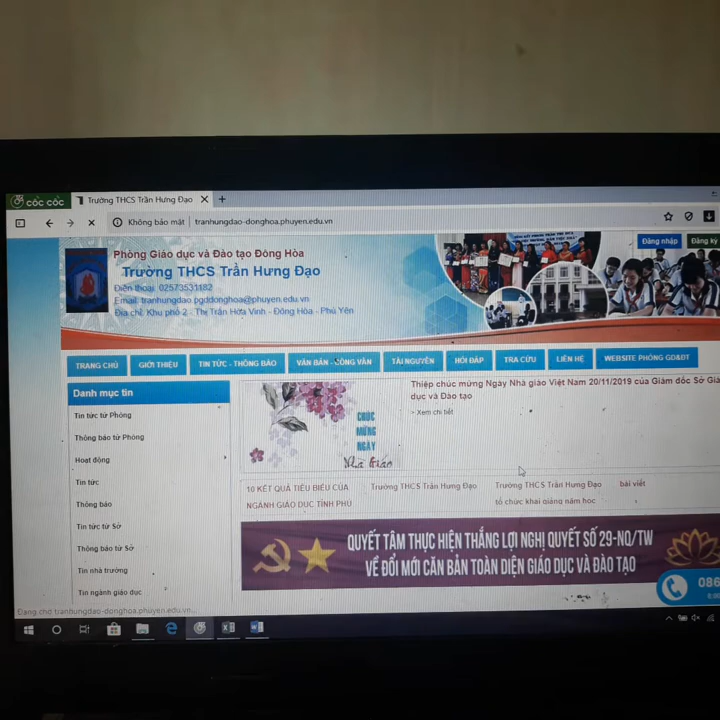 cốc cốc
Trường THCS Trần Hưng Đạo
Không bảo mật
tranhungdao-donghoa.phuyen.edu.vn
Đăng nhập
Đăng ký
Phòng Giáo dục và Đào tạo Đông Hòa
Trường THCS Trần Hưng Đạo
Điện thoại: 02573531182
Email: tranhungdao.pgddonghoa@phuyen.edu.vn
Địa chỉ: Khu phố 2 - Thị Trấn Hòa Vinh - Đông Hòa - Phú Yên
TRANG CHỦ GIỚI THIỆU TIN TỨC - THÔNG BÁO VĂN BẢN - CÔNG VĂN TÀI NGUYÊN HỎI ĐÁP TRA CỨU LIÊN HỆ WEBSITE PHÒNG GD&ĐT
Danh mục tin
Tin tức từ Phòng
Thông báo từ Phòng
Hoạt động
Tin tức
Thông báo
Tin tức từ Sở
Thông báo từ Sở
Tin nhà trường
Tin ngành giáo dục
CHÚC
MỪNG
NGÀY
Nhà Giáo
Thiệp chúc mừng Ngày Nhà giáo Việt Nam 20/11/2019 của Giám đốc Sở Giá
dục và Đào tạo
> Xem chi tiết
10 KẾT QUẢ TIÊU BIỂU CỦA
NGÀNH GIÁO DỤC TỈNH PHÚ
Trường THCS Trần Hưng Đạo
Trường THCS Trần Hưng Đạo
tổ chức khai giảng năm học
bài viết
QUYẾT TÂM THỰC HIỆN THẮNG LỢI NGHỊ QUYẾT SỐ 29-NQ/TW
VỀ ĐỔI MỚI CĂN BẢN TOÀN DIỆN GIÁO DỤC VÀ ĐÀO TẠO
086
Đang chờ tranhungdao-donghoa.phuyen.edu.vn...